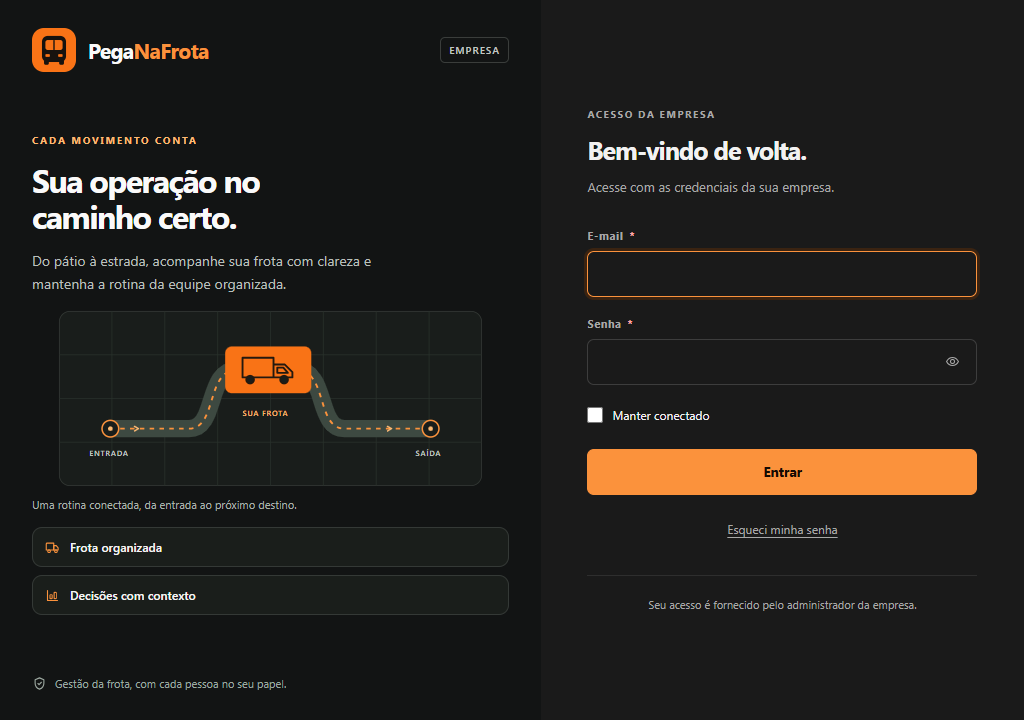 PegaNaFrota
EMPRESA
CADA MOVIMENTO CONTA
Sua operação no
caminho certo.
Do pátio à estrada, acompanhe sua frota com clareza e
mantenha a rotina da equipe organizada.
SUA FROTA
ENTRADA
SAÍDA
Uma rotina conectada, da entrada ao próximo destino.
Frota organizada
Decisões com contexto
Gestão da frota, com cada pessoa no seu papel.
ACESSO DA EMPRESA
Bem-vindo de volta.
Acesse com as credenciais da sua empresa.
E-mail *
Senha *
Manter conectado
Entrar
Esqueci minha senha
Seu acesso é fornecido pelo administrador da empresa.